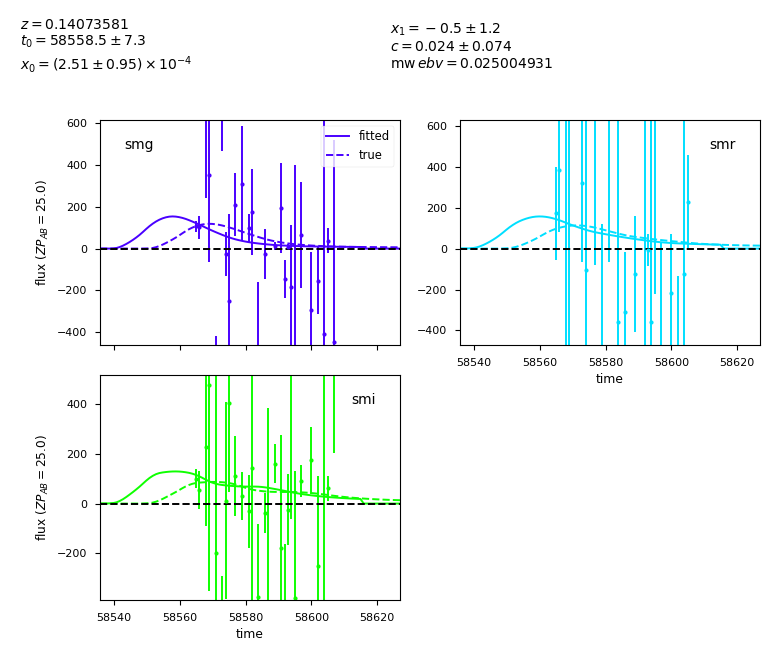 z = 0.14073581
t₀ = 58558.5 ± 7.3
x₀ = (2.51 ± 0.95) × 10⁻⁴
x₁ = −0.5 ± 1.2
c = 0.024 ± 0.074
mw ebv = 0.025004931
smg
fitted
true
600
400
200
0
−200
−400
flux (ZP_AB = 25.0)
smr
600
400
200
0
−200
−400
58540 58560 58580 58600 58620
time
smi
400
200
0
−200
flux (ZP_AB = 25.0)
58540 58560 58580 58600 58620
time